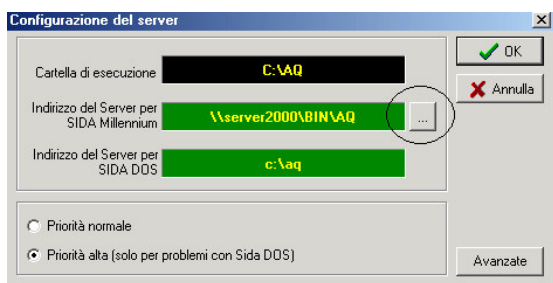 Configurazione del server
OK
Annulla
Cartella di esecuzione C:\AQ
Indirizzo del Server per
SIDA Millennium \\server2000\BIN\AQ ...
Indirizzo del Server per
SIDA DOS c:\aq
Priorità normale
Priorità alta (solo per problemi con Sida DOS)
Avanzate